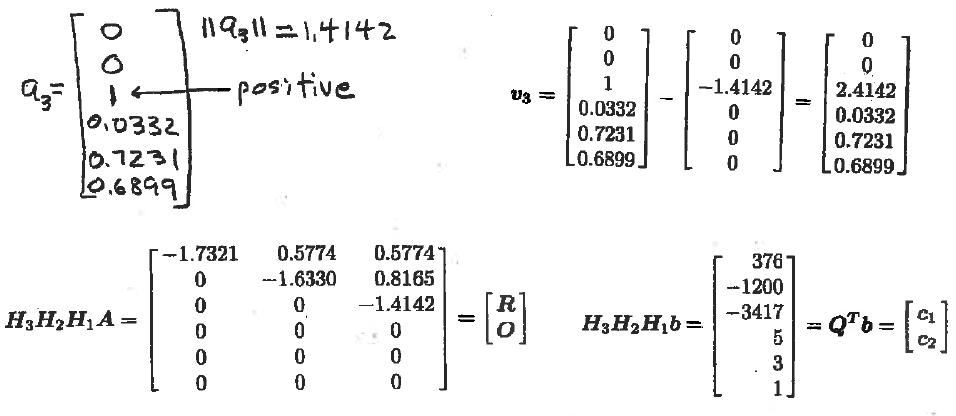 a₃ = [ 0 0 1 0.0332 0.7231 0.6899 ] ||a₃|| = 1.4142
← positive
v₃ = [ 0 0 1 0.0332 0.7231 0.6899 ] − [ 0 0 −1.4142 0 0 0 ] = [ 0 0 2.4142 0.0332 0.7231 0.6899 ]
H₃H₂H₁A =
−1.7321 0.5774 0.5774
0 −1.6330 0.8165
0 0 −1.4142
0 0 0
0 0 0
0 0 0
= [ R O ]
H₃H₂H₁b = [ 376 −1200 −3417 5 3 1 ] = Qᵀb = [ c₁ c₂ ]